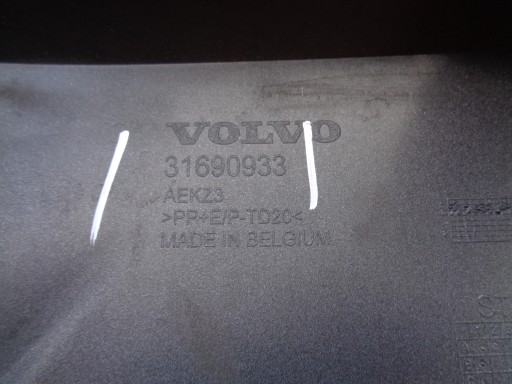 VOLVO
31690933
AEKZ3
>PP+E/P-TD20<
MADE IN BELGIUM